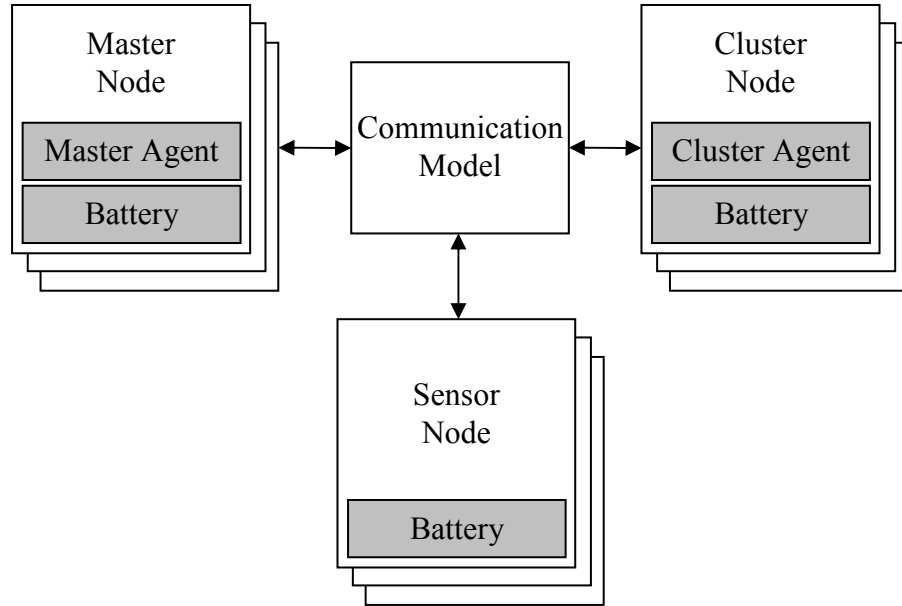 Master
Node
Master Agent
Battery
Communication
Model
Cluster
Node
Cluster Agent
Battery
Sensor
Node
Battery